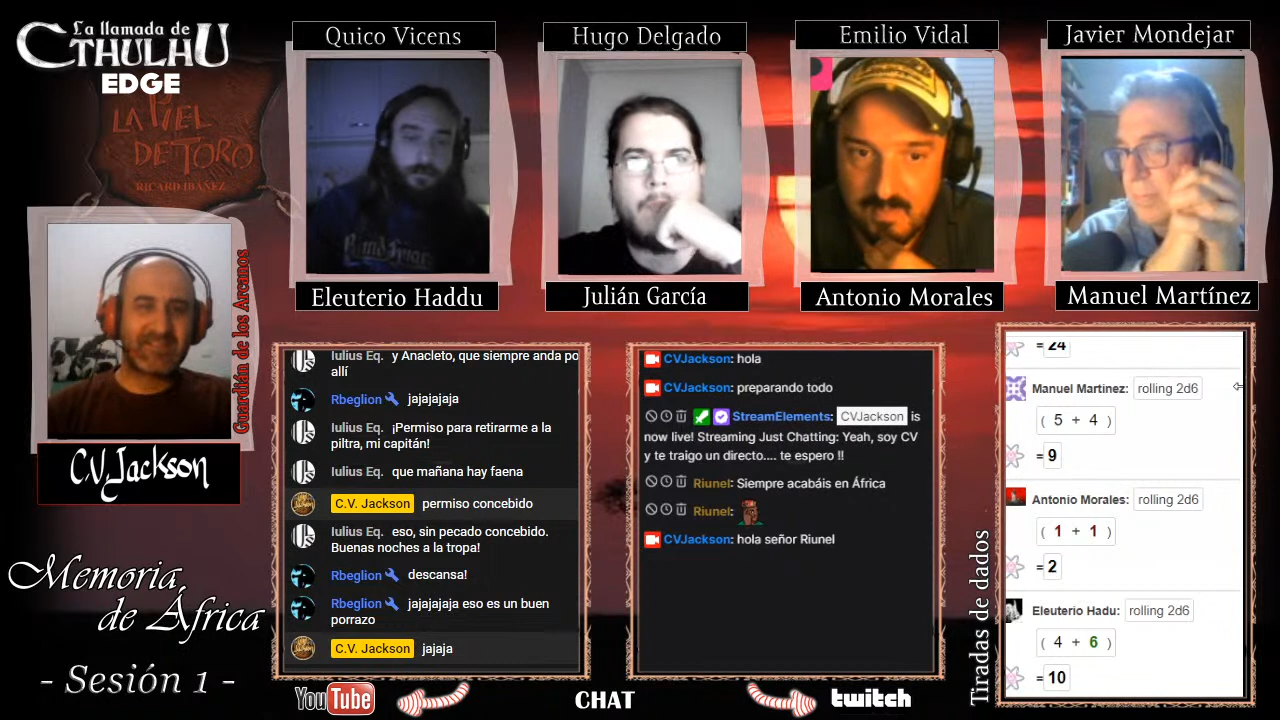 La llamada de
CTHULHU
EDGE
LA PIEL
DE TORO
RICARD IBÁÑEZ
Quico Vicens
Hugo Delgado
Emilio Vidal
Javier Mondejar
Eleuterio Haddu
Julián García
Antonio Morales
Manuel Martínez
Guardián de los Arcanos
C.V. Jackson
Memoria
de África
- Sesión 1 -
Iulius Eq. y Anacleto, que siempre anda po
allí
Rbeglion jajajajaja
Iulius Eq. ¡Permiso para retirarme a la
piltra, mi capitán!
Iulius Eq. que mañana hay faena
C.V. Jackson permiso concebido
Iulius Eq. eso, sin pecado concebido.
Buenas noches a la tropa!
Rbeglion descansa!
Rbeglion jajajajaja eso es un buen
porrazo
C.V. Jackson jajaja
CVJackson: hola
CVJackson: preparando todo
StreamElements: CVJackson is
now live! Streaming Just Chatting: Yeah, soy CV
y te traigo un directo.... te espero !!
Riunel: Siempre acabáis en África
Riunel:
CVJackson: hola señor Riunel
YouTube
CHAT
twitch
Tiradas de dados
=24
Manuel Martinez: rolling 2d6
( 5 + 4 )
=9
Antonio Morales: rolling 2d6
( 1 + 1 )
=2
Eleuterio Hadu: rolling 2d6
( 4 + 6 )
=10